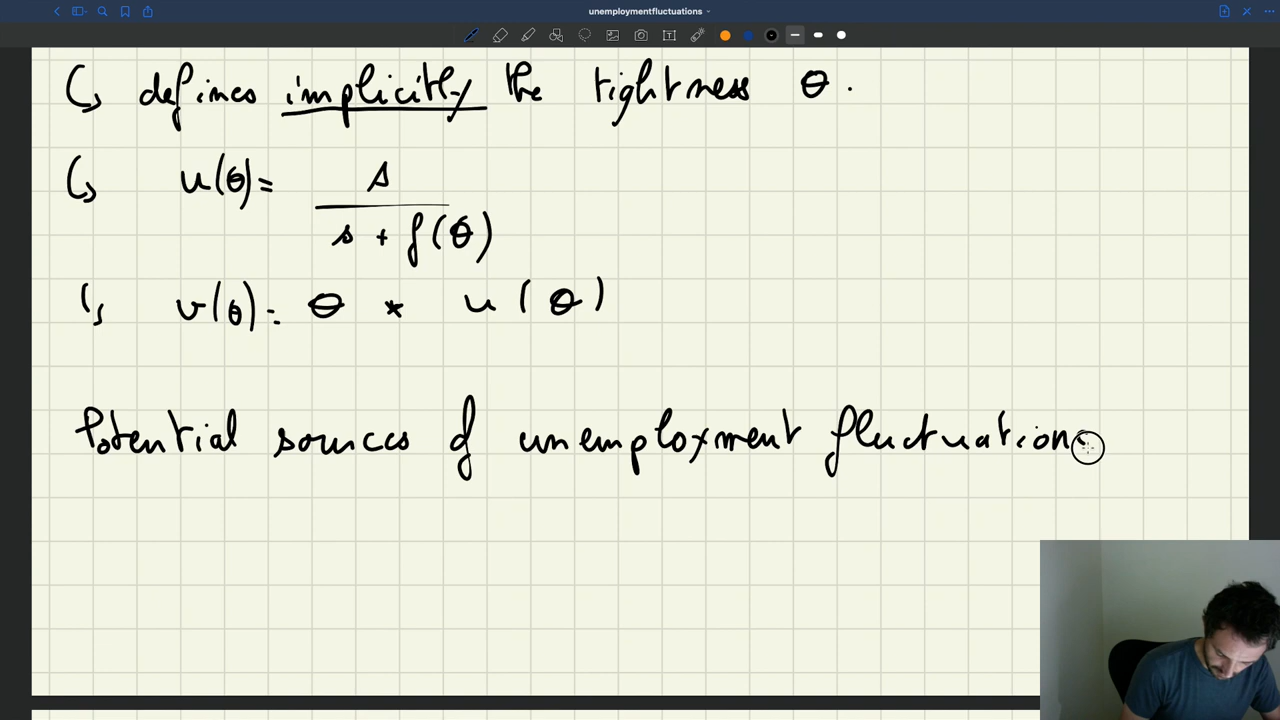 unemploymentfluctuations
↳ defines implicitly the tightness θ.
↳ u(θ) = s / (s + f(θ))
↳ v(θ) = θ * u(θ)
Potential sources of unemployment fluctuations